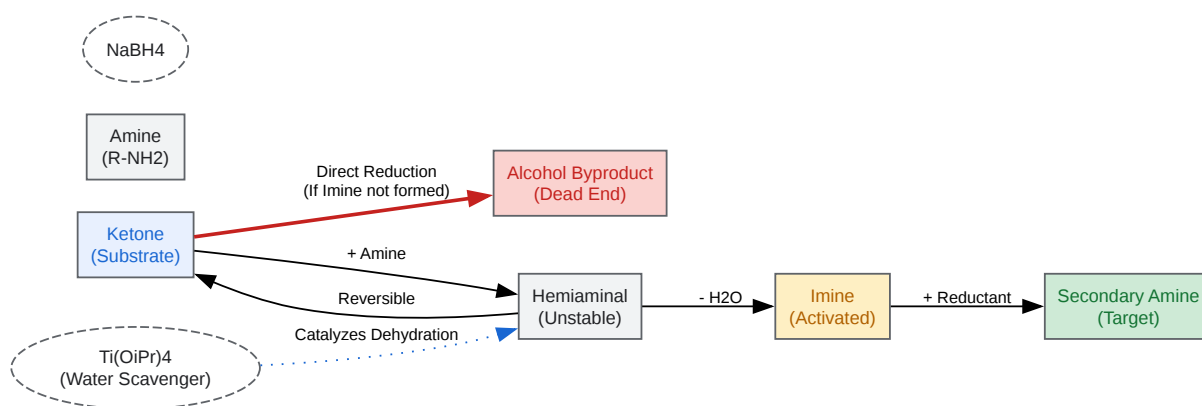 NaBH4
Amine
(R-NH2)
Direct Reduction
(If Imine not formed)
Alcohol Byproduct
(Dead End)
Ketone
(Substrate)
+ Amine
Reversible
Hemiaminal
(Unstable)
- H2O
Imine
(Activated)
+ Reductant
Secondary Amine
(Target)
Catalyzes Dehydration
Ti(OiPr)4
(Water Scavenger)